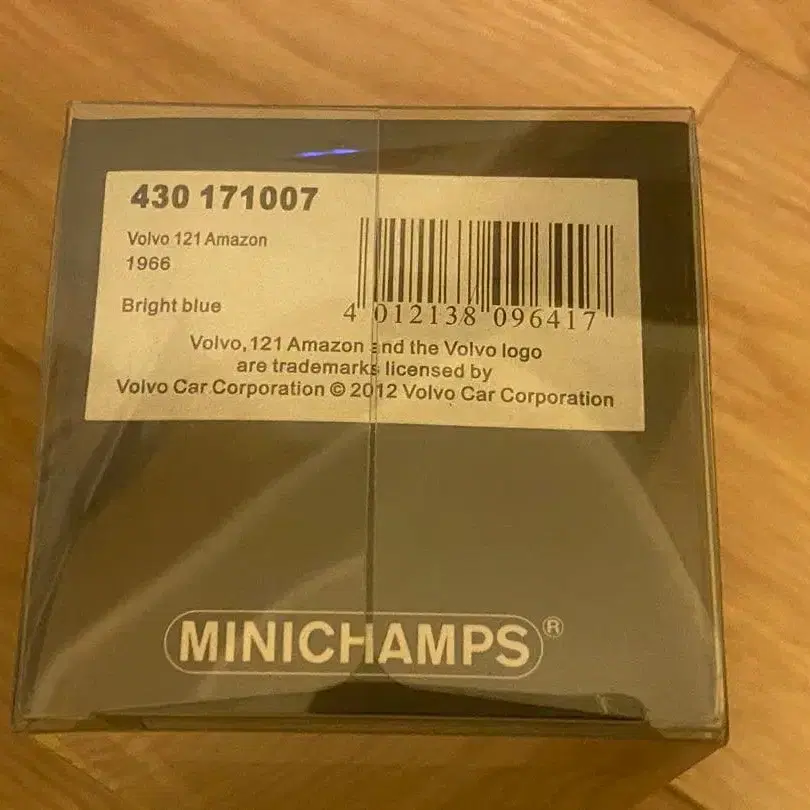 430 171007
Volvo 121 Amazon
1966
Bright blue
4 012138 096417
Volvo, 121 Amazon and the Volvo logo
are trademarks licensed by
Volvo Car Corporation © 2012 Volvo Car Corporation
MINICHAMPS®